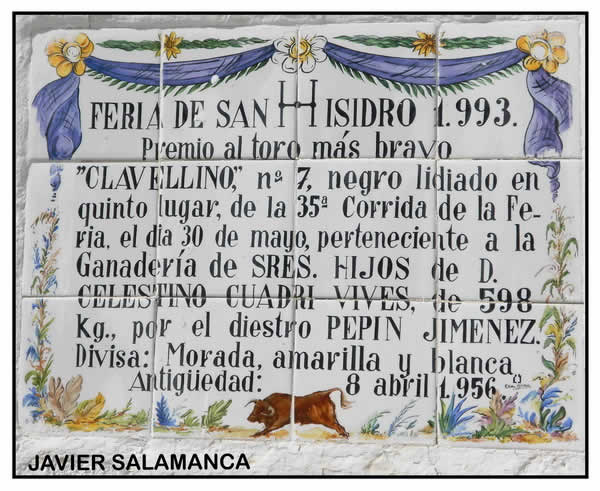 FERIA DE SAN ISIDRO 1.993.
Premio al toro más bravo
"CLAVELLINO," nº 7, negro lidiado en
quinto lugar, de la 35ª Corrida de la Fe-
ria, el día 30 de mayo, perteneciente a la
Ganadería de SRES. HIJOS de D.
CELESTINO CUADRI VIVES, de 598
Kg., por el diestro PEPIN JIMENEZ.
Divisa: Morada, amarilla y blanca
Antigüedad: 8 abril 1,956
JAVIER SALAMANCA